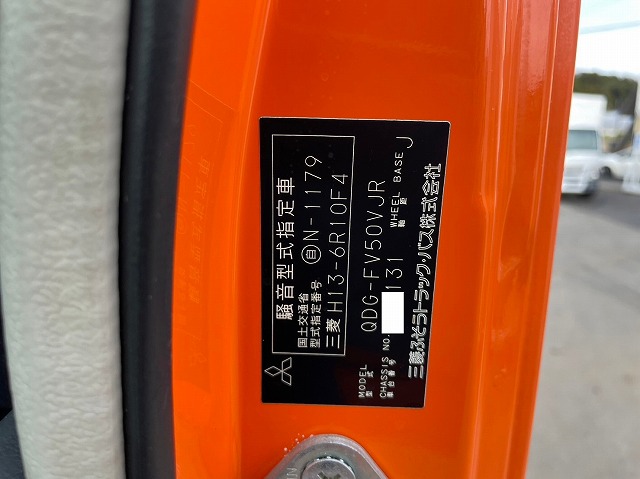 騒音型式指定車
国土交通省
型式指定番号 自N-1179
三菱 H13-6R10F4
MODEL
型式 QDG-FV50VJR
CHASSIS NO.
車台番号 131
WHEEL BASE
軸距 J
三菱ふそうトラック・バス株式会社
IN